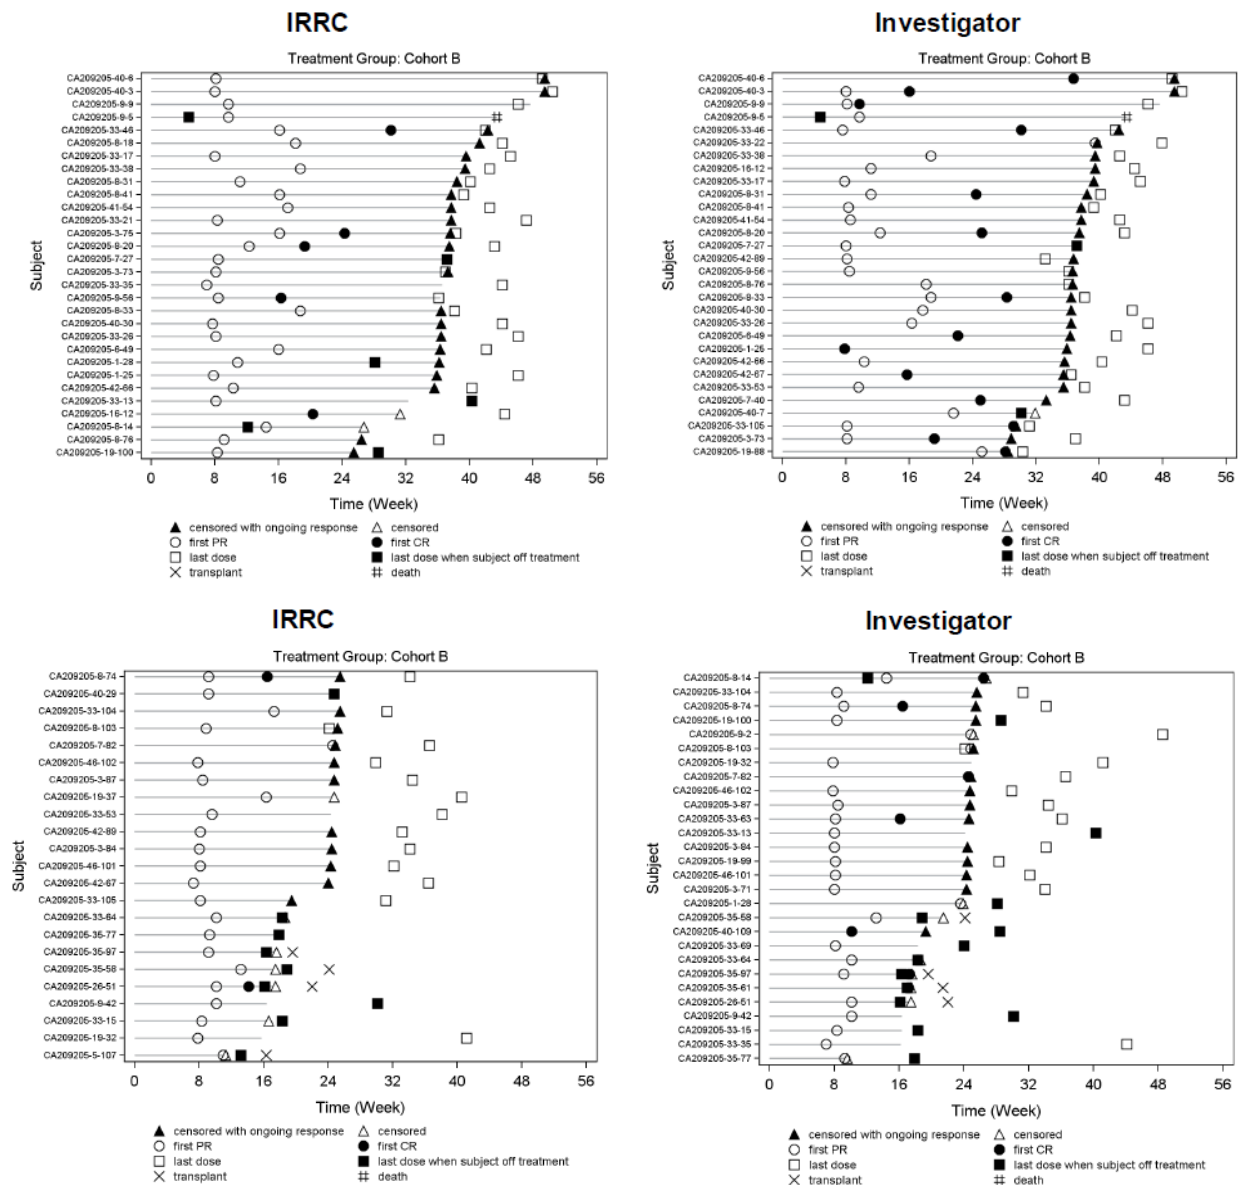 IRRC
Treatment Group: Cohort B
CA209205-40-6
CA209205-40-3
CA209205-9-9
CA209205-9-5
CA209205-33-46
CA209205-8-18
CA209205-33-17
CA209205-33-38
CA209205-8-31
CA209205-8-41
CA209205-41-54
CA209205-33-21
CA209205-3-75
CA209205-8-20
CA209205-7-27
CA209205-3-73
CA209205-33-35
CA209205-9-56
CA209205-8-33
CA209205-40-30
CA209205-33-26
CA209205-6-49
CA209205-1-28
CA209205-1-25
CA209205-42-66
CA209205-33-13
CA209205-16-12
CA209205-8-14
CA209205-8-76
CA209205-19-100
Subject
0 8 16 24 32 40 48 56
Time (Week)
censored with ongoing response censored
first PR first CR
last dose last dose when subject off treatment
transplant death
Investigator
Treatment Group: Cohort B
CA209205-40-6
CA209205-40-3
CA209205-9-9
CA209205-9-5
CA209205-33-46
CA209205-33-22
CA209205-33-38
CA209205-16-12
CA209205-33-17
CA209205-8-31
CA209205-8-41
CA209205-41-54
CA209205-8-20
CA209205-7-27
CA209205-42-89
CA209205-9-56
CA209205-8-76
CA209205-8-33
CA209205-40-30
CA209205-33-26
CA209205-6-49
CA209205-1-25
CA209205-42-66
CA209205-42-67
CA209205-33-53
CA209205-7-40
CA209205-40-7
CA209205-33-105
CA209205-3-73
CA209205-19-88
Subject
0 8 16 24 32 40 48 56
Time (Week)
censored with ongoing response censored
first PR first CR
last dose last dose when subject off treatment
transplant death
IRRC
Treatment Group: Cohort B
CA209205-8-74
CA209205-40-29
CA209205-33-104
CA209205-8-103
CA209205-7-82
CA209205-46-102
CA209205-3-87
CA209205-19-37
CA209205-33-53
CA209205-42-89
CA209205-3-84
CA209205-46-101
CA209205-42-67
CA209205-33-105
CA209205-33-64
CA209205-35-77
CA209205-35-97
CA209205-35-58
CA209205-26-51
CA209205-9-42
CA209205-33-15
CA209205-19-32
CA209205-5-107
Subject
0 8 16 24 32 40 48 56
Time (Week)
censored with ongoing response censored
first PR first CR
last dose last dose when subject off treatment
transplant death
Investigator
Treatment Group: Cohort B
CA209205-8-14
CA209205-33-104
CA209205-8-74
CA209205-19-100
CA209205-9-2
CA209205-8-103
CA209205-19-32
CA209205-7-82
CA209205-46-102
CA209205-3-87
CA209205-33-63
CA209205-33-13
CA209205-3-84
CA209205-19-99
CA209205-46-101
CA209205-3-71
CA209205-1-28
CA209205-35-58
CA209205-40-109
CA209205-33-69
CA209205-33-64
CA209205-35-97
CA209205-35-61
CA209205-26-51
CA209205-9-42
CA209205-33-15
CA209205-33-35
CA209205-35-77
Subject
0 8 16 24 32 40 48 56
Time (Week)
censored with ongoing response censored
first PR first CR
last dose last dose when subject off treatment
transplant death